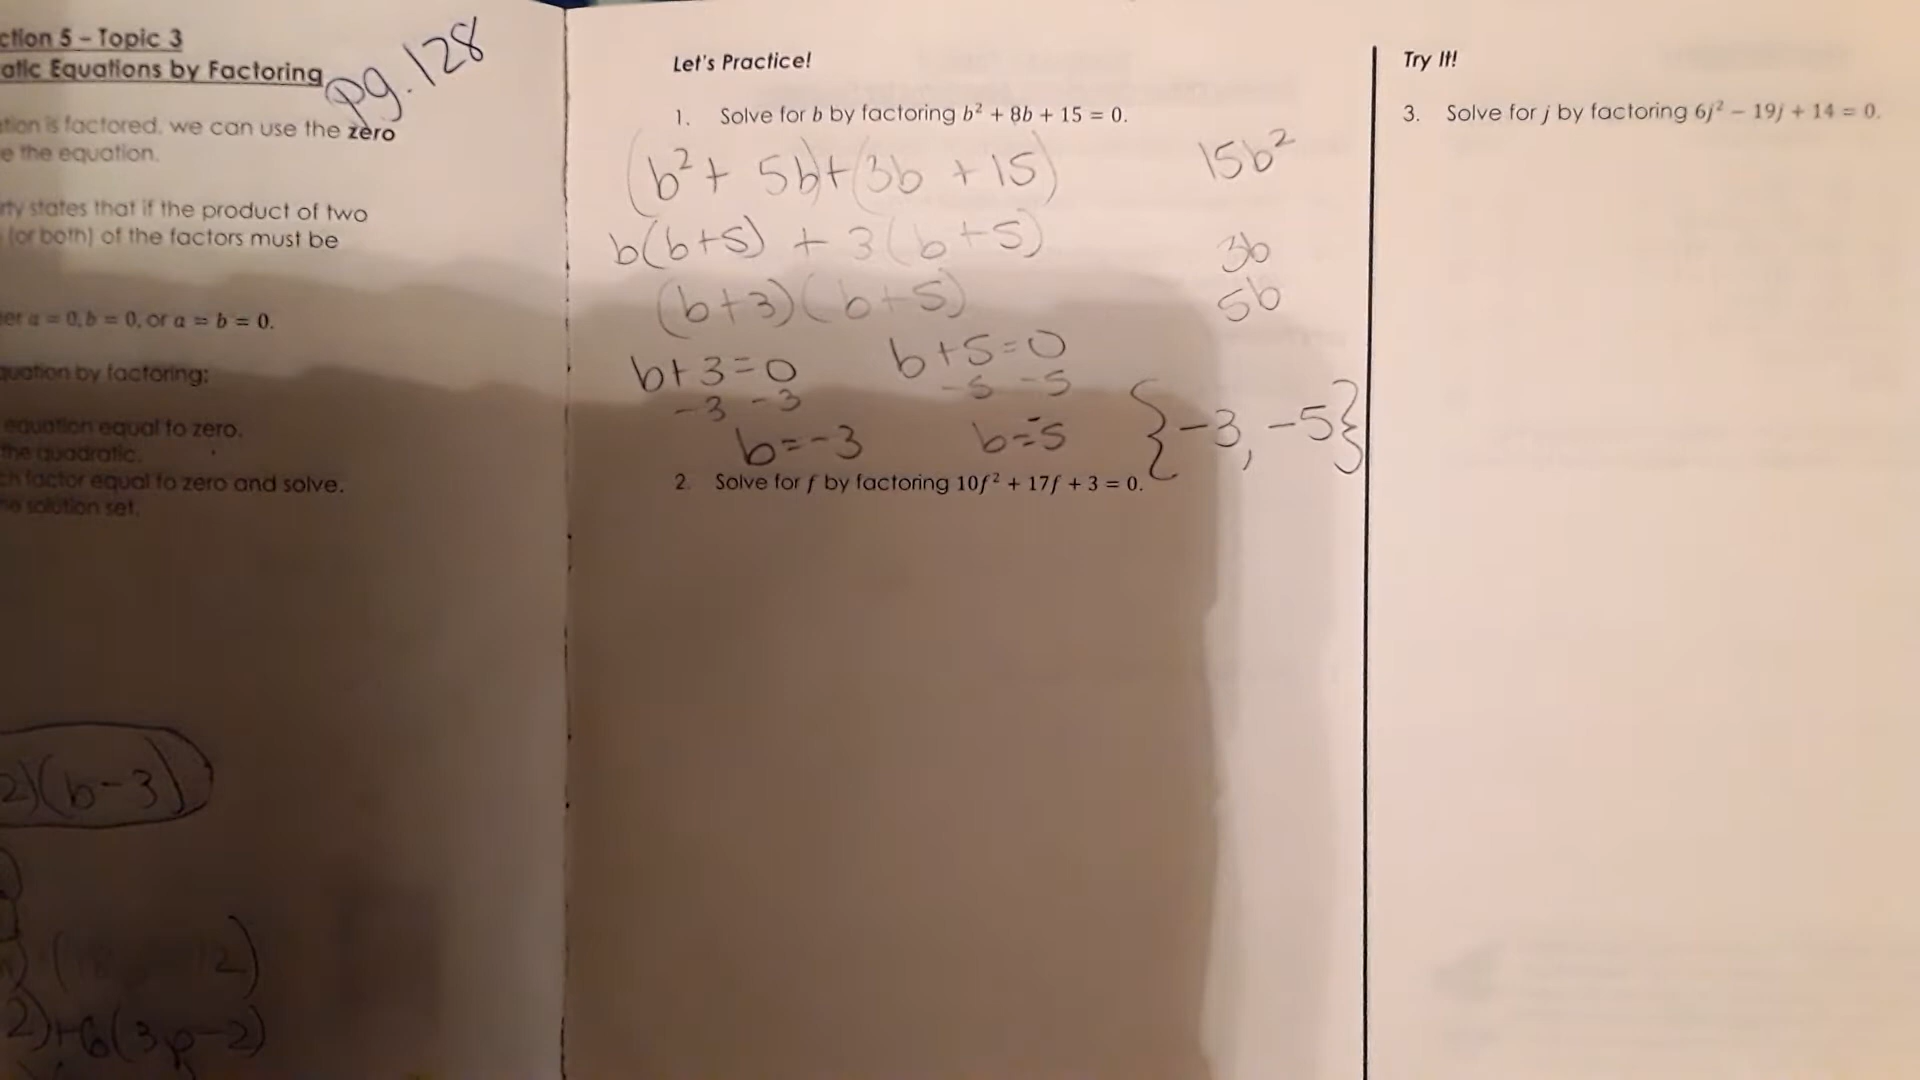 ction 5 – Topic 3
atic Equations by Factoring
pg. 128
ation is factored, we can use the zero
e the equation.
rty states that if the product of two
(or both) of the factors must be
er a = 0, b = 0, or a = b = 0.
quation by factoring:
equation equal to zero.
the quadratic.
ch factor equal to zero and solve.
he solution set.
2)(b-3)
2)
2)+6(3p-2)
Let's Practice!
1. Solve for b by factoring b² + 8b + 15 = 0.
(b² + 5b)+(3b + 15) 15b²
b(b+5) + 3(b+5) 3b
(b+3)(b+5) 5b
b+3=0 b+5=0
-3 -3 -5 -5
b=-3 b=-5 {-3, -5}
2. Solve for f by factoring 10f² + 17f + 3 = 0.
Try It!
3. Solve for j by factoring 6j² − 19j + 14 = 0.